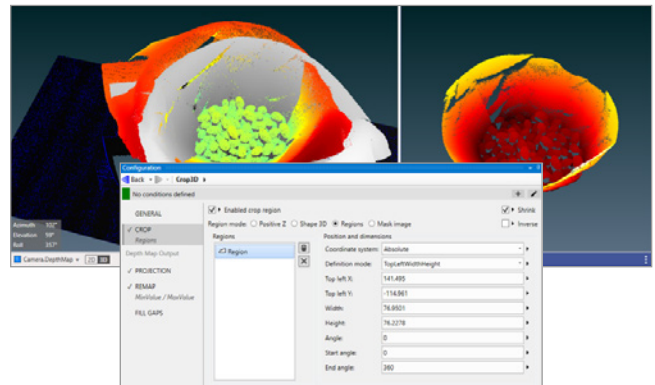 Configuration
Back Crop3D
No conditions defined
GENERAL
CROP
Regions
Depth Map Output
PROJECTION
REMAP
MinValue / MaxValue
FILL GAPS
Enabled crop region
Shrink
Region mode: Positive Z Shape 3D Regions Mask image
Inverse
Regions
Position and dimensions
Region
Coordinate system: Absolute
Definition mode: TopLeftWidthHeight
Top left X: 141.495
Top left Y: -114.961
Width: 76.9501
Height: 76.2278
Angle: 0
Start angle: 0
End angle: 360
Azimuth 102°
Elevation 59°
Roll 357°
Camera.DepthMap 2D 3D